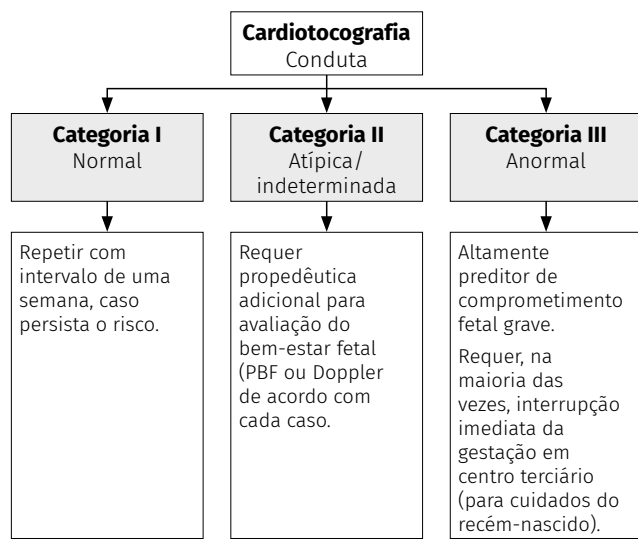 Cardiotocografia
Conduta
Categoria I
Normal
Categoria II
Atípica/
indeterminada
Categoria III
Anormal
Repetir com
intervalo de uma
semana, caso
persista o risco.
Requer
propedêutica
adicional para
avaliação do
bem-estar fetal
(PBF ou Doppler
de acordo com
cada caso.
Altamente
preditor de
comprometimento
fetal grave.
Requer, na
maioria das
vezes, interrupção
imediata da
gestação em
centro terciário
(para cuidados do
recém-nascido).